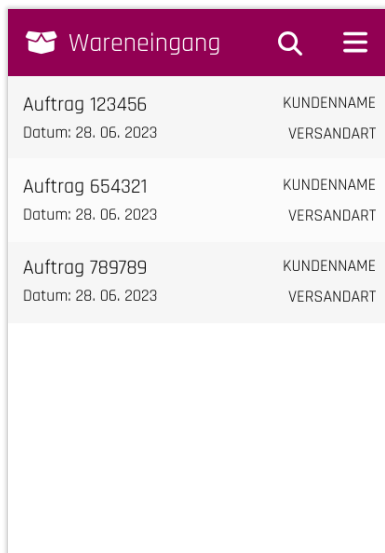 Wareneingang
Auftrag 123456 KUNDENNAME
Datum: 28. 06. 2023 VERSANDART
Auftrag 654321 KUNDENNAME
Datum: 28. 06. 2023 VERSANDART
Auftrag 789789 KUNDENNAME
Datum: 28. 06. 2023 VERSANDART